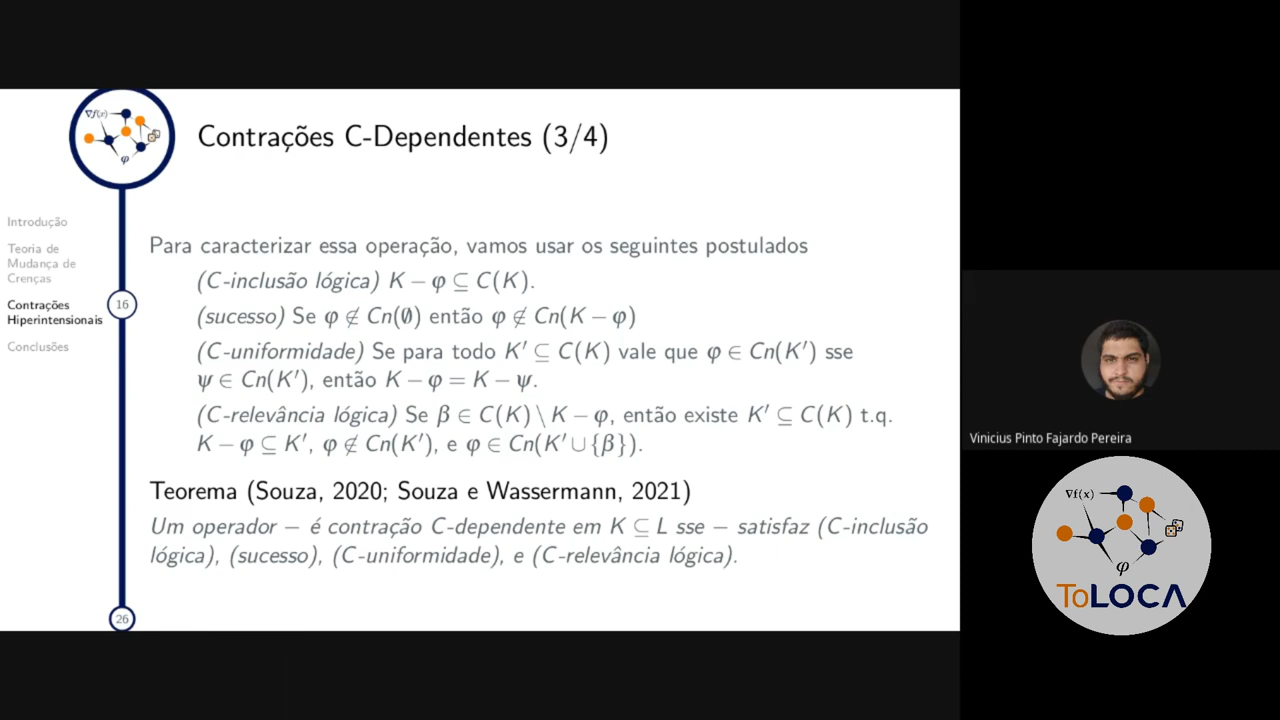 ∇f(x)
φ
Contrações C-Dependentes (3/4)
Introdução
Teoria de
Mudança de
Crenças
Contrações
Hiperintensionais
Conclusões
16
26
Para caracterizar essa operação, vamos usar os seguintes postulados
(C-inclusão lógica) K − φ ⊆ C(K).
(sucesso) Se φ ∉ Cn(∅) então φ ∉ Cn(K − φ)
(C-uniformidade) Se para todo K′ ⊆ C(K) vale que φ ∈ Cn(K′) sse
ψ ∈ Cn(K′), então K − φ = K − ψ.
(C-relevância lógica) Se β ∈ C(K) \ K − φ, então existe K′ ⊆ C(K) t.q.
K − φ ⊆ K′, φ ∉ Cn(K′), e φ ∈ Cn(K′ ∪ {β}).
Teorema (Souza, 2020; Souza e Wassermann, 2021)
Um operador − é contração C-dependente em K ⊆ L sse − satisfaz (C-inclusão
lógica), (sucesso), (C-uniformidade), e (C-relevância lógica).
Vinicius Pinto Fajardo Pereira
∇f(x)
φ
ToLOCA